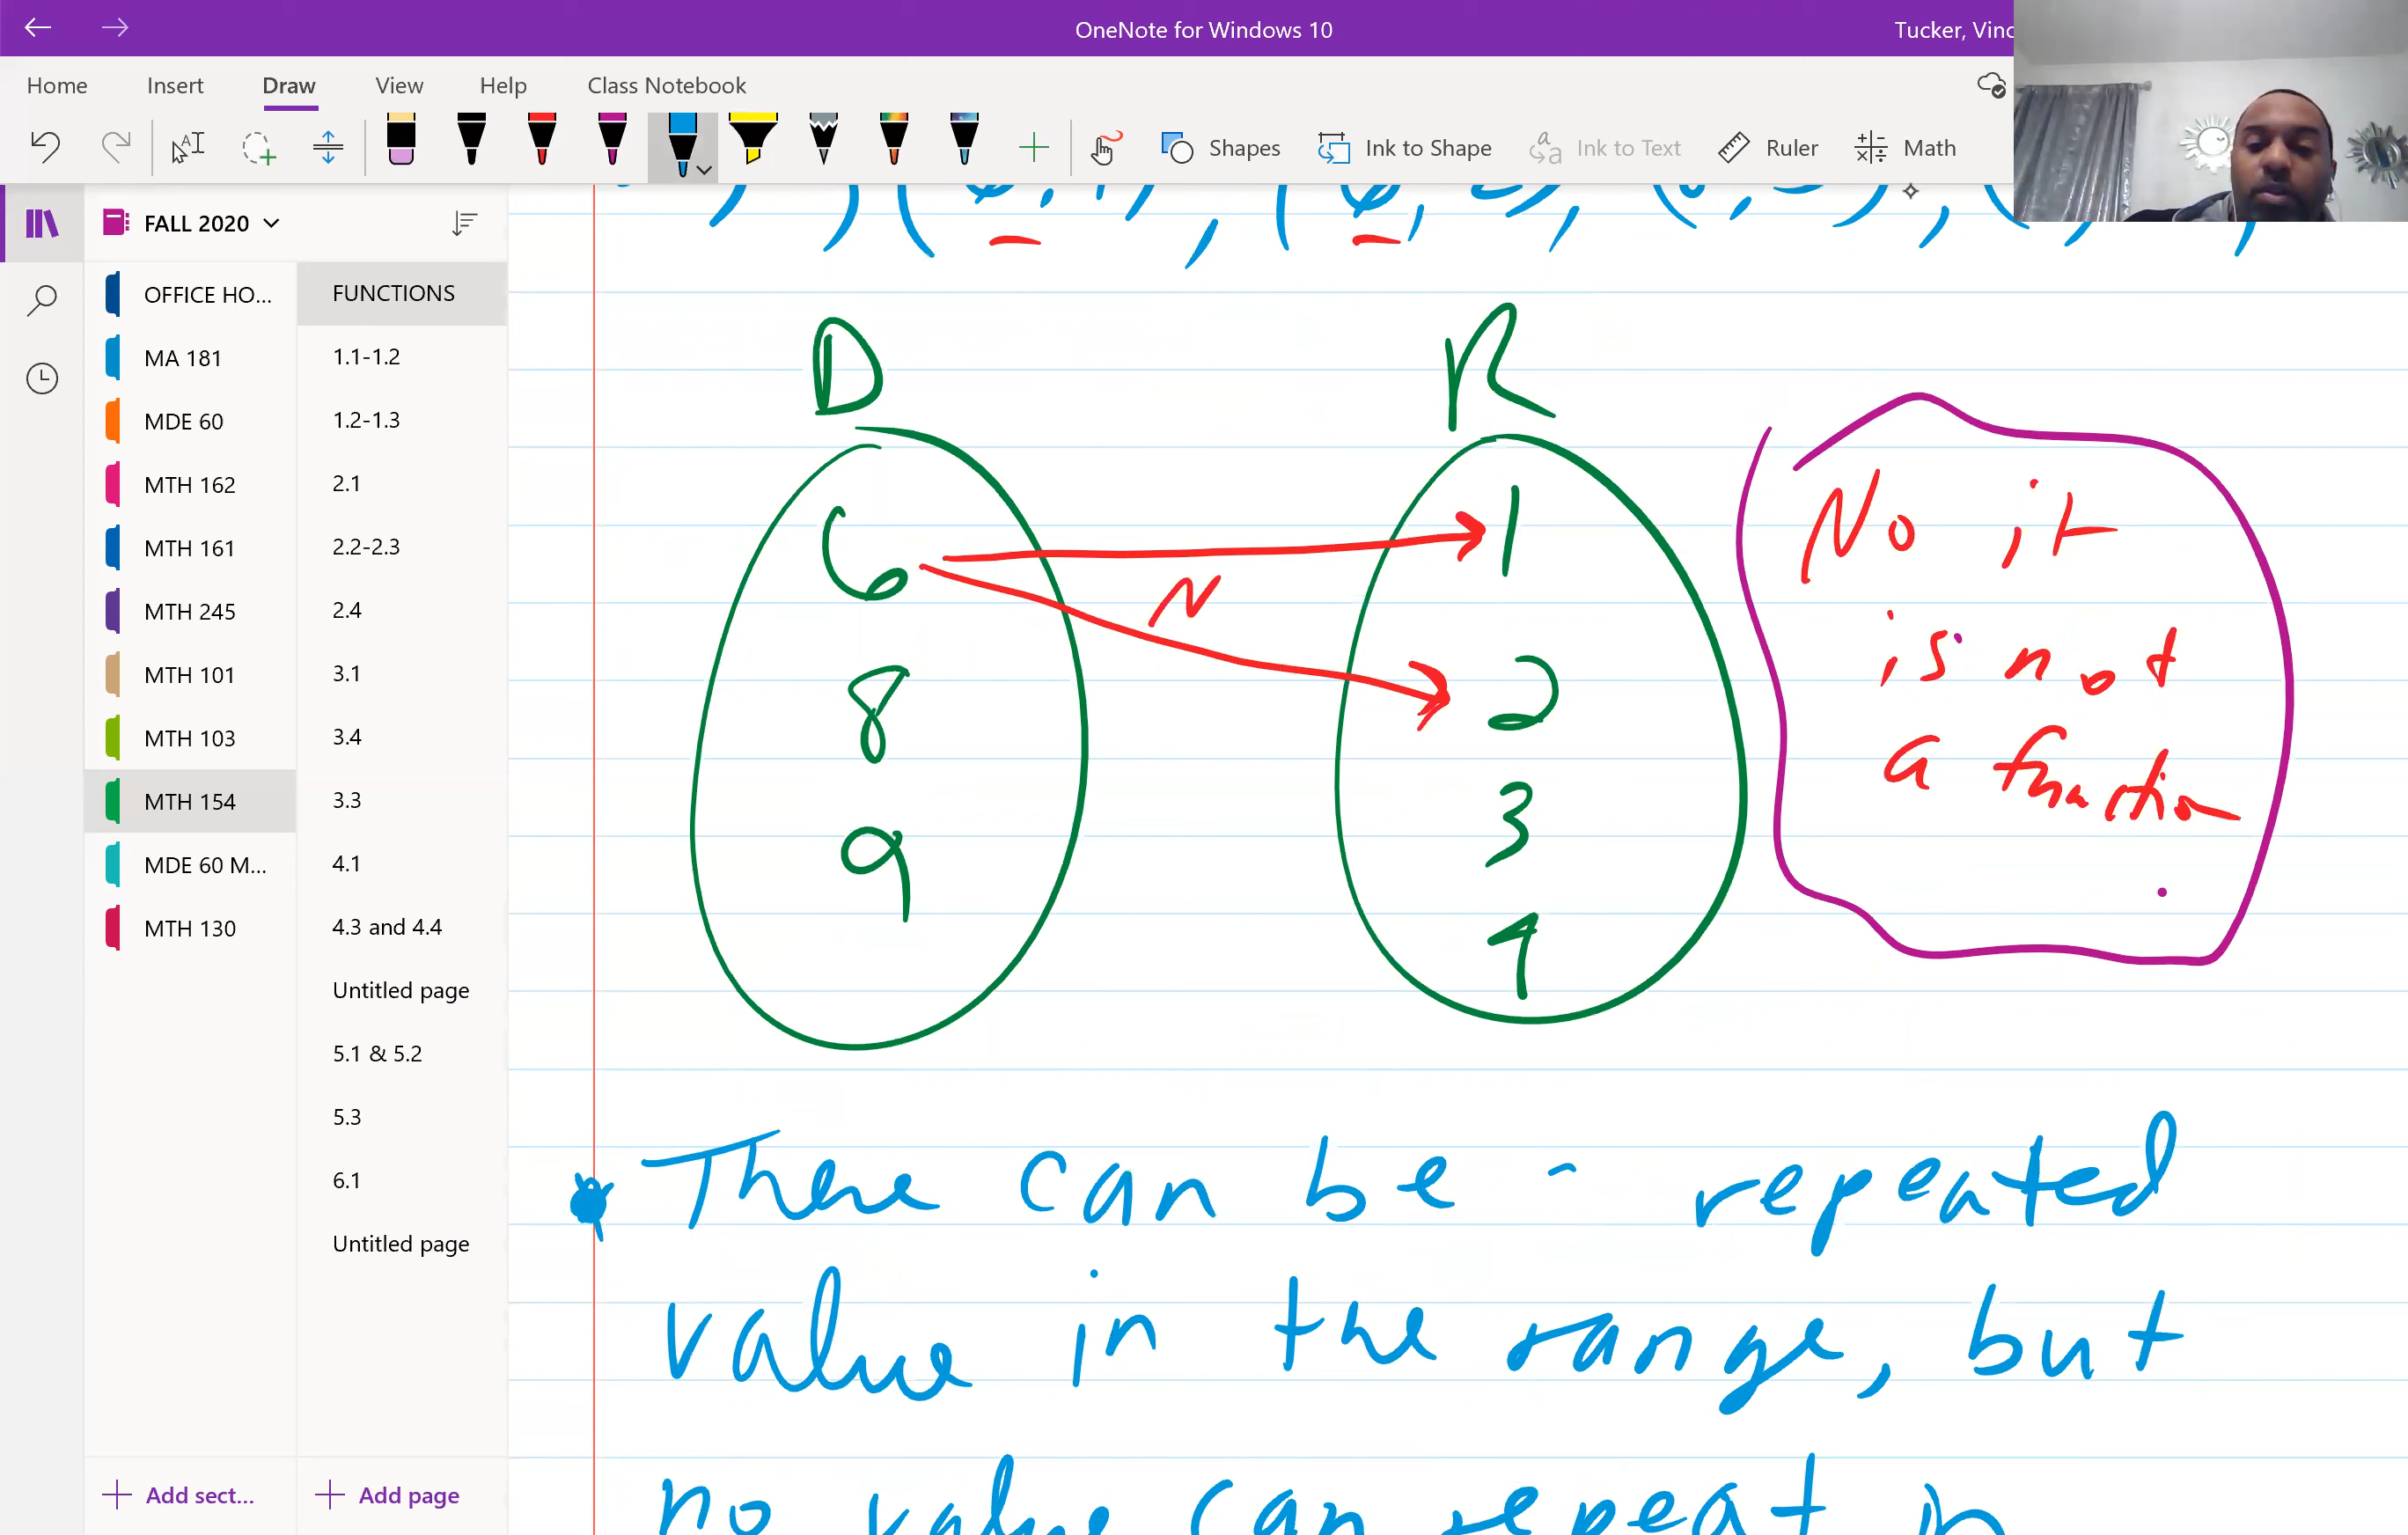 OneNote for Windows 10
Tucker, Vinc
Home Insert Draw View Help Class Notebook
Shapes Ink to Shape Ink to Text Ruler Math
FALL 2020
OFFICE HO...
MA 181
MDE 60
MTH 162
MTH 161
MTH 245
MTH 101
MTH 103
MTH 154
MDE 60 M...
MTH 130
Add sect...
FUNCTIONS
1.1-1.2
1.2-1.3
2.1
2.2-2.3
2.4
3.1
3.4
3.3
4.1
4.3 and 4.4
Untitled page
5.1 & 5.2
5.3
6.1
Untitled page
Add page
D R
6 N 1
8 2
9 3
4
No it
is not
a function
There can be a repeated
value in the range, but
no value can repeat in